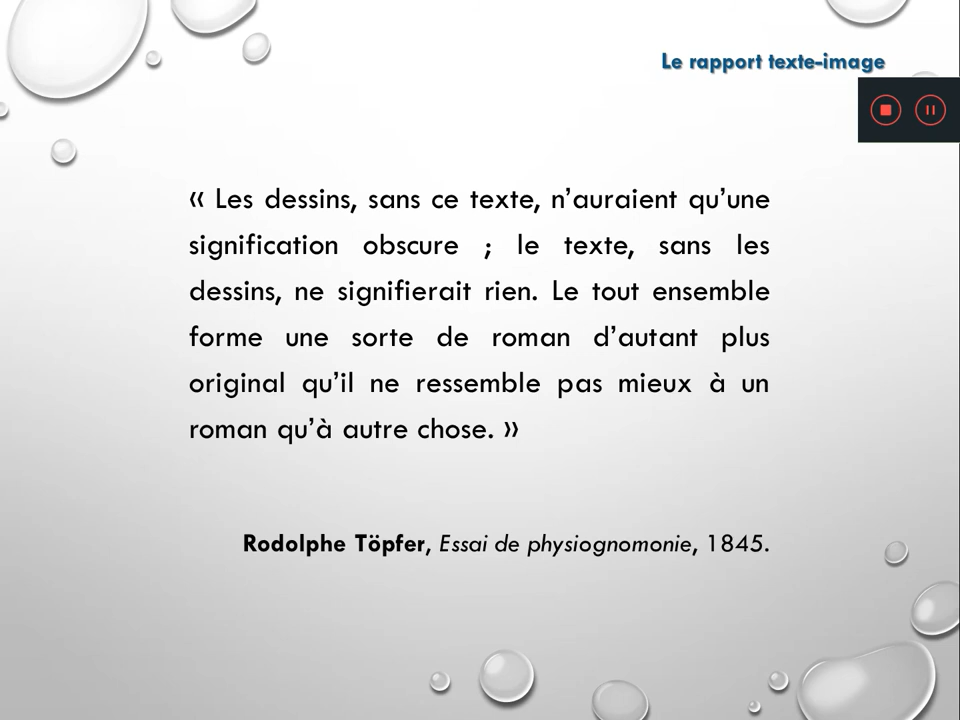 Le rapport texte-image
« Les dessins, sans ce texte, n’auraient qu’une
signification obscure ; le texte, sans les
dessins, ne signifierait rien. Le tout ensemble
forme une sorte de roman d’autant plus
original qu’il ne ressemble pas mieux à un
roman qu’à autre chose. »
Rodolphe Töpfer, Essai de physiognomonie, 1845.